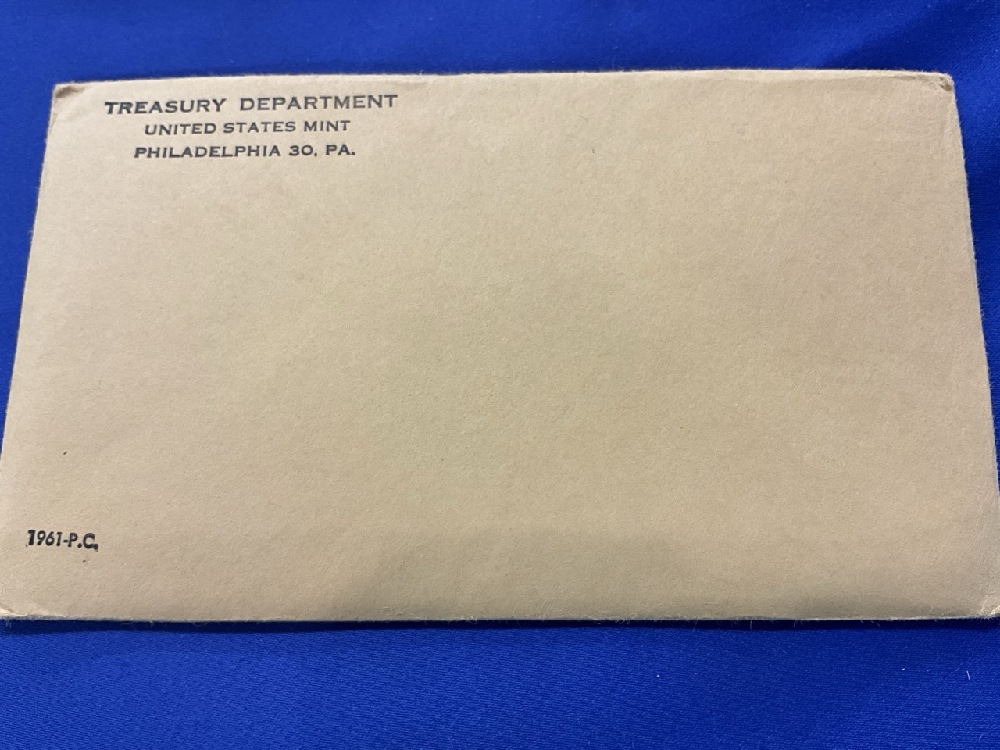 TREASURY DEPARTMENT
UNITED STATES MINT
PHILADELPHIA 30, PA.
1961-P.C.